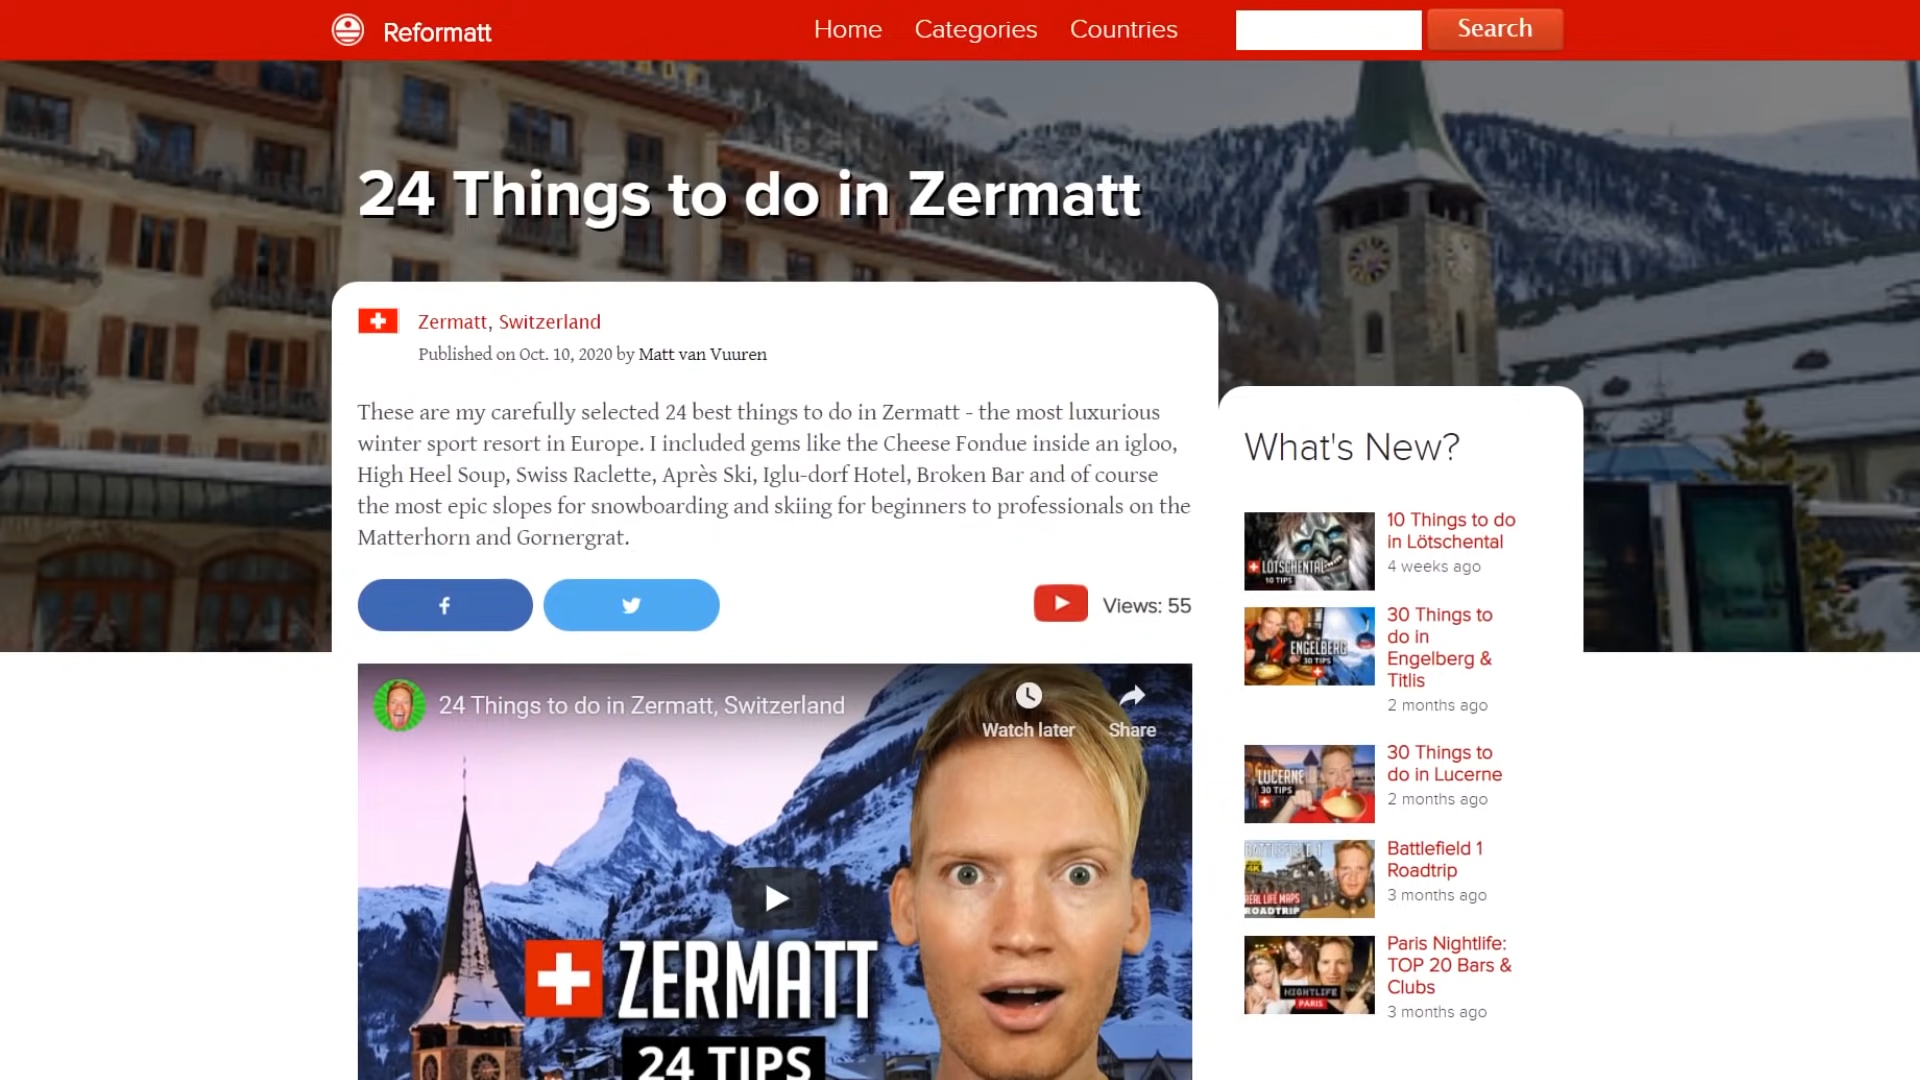 Reformatt
Home
Categories
Countries
Search
24 Things to do in Zermatt
Zermatt, Switzerland
Published on Oct. 10, 2020 by Matt van Vuuren
These are my carefully selected 24 best things to do in Zermatt - the most luxurious
winter sport resort in Europe. I included gems like the Cheese Fondue inside an igloo,
High Heel Soup, Swiss Raclette, Après Ski, Iglu-dorf Hotel, Broken Bar and of course
the most epic slopes for snowboarding and skiing for beginners to professionals on the
Matterhorn and Gornergrat.
Views: 55
24 Things to do in Zermatt, Switzerland
Watch later
Share
ZERMATT
24 TIPS
What's New?
LÖTSCHENTAL
10 TIPS
10 Things to do
in Lötschental
4 weeks ago
ENGELBERG
30 TIPS
30 Things to
do in
Engelberg &
Titlis
2 months ago
LUCERNE
30 TIPS
30 Things to
do in Lucerne
2 months ago
BATTLEFIELD 1
4K
REAL LIFE MAPS
ROADTRIP
Battlefield 1
Roadtrip
3 months ago
NIGHTLIFE
PARIS
Paris Nightlife:
TOP 20 Bars &
Clubs
3 months ago